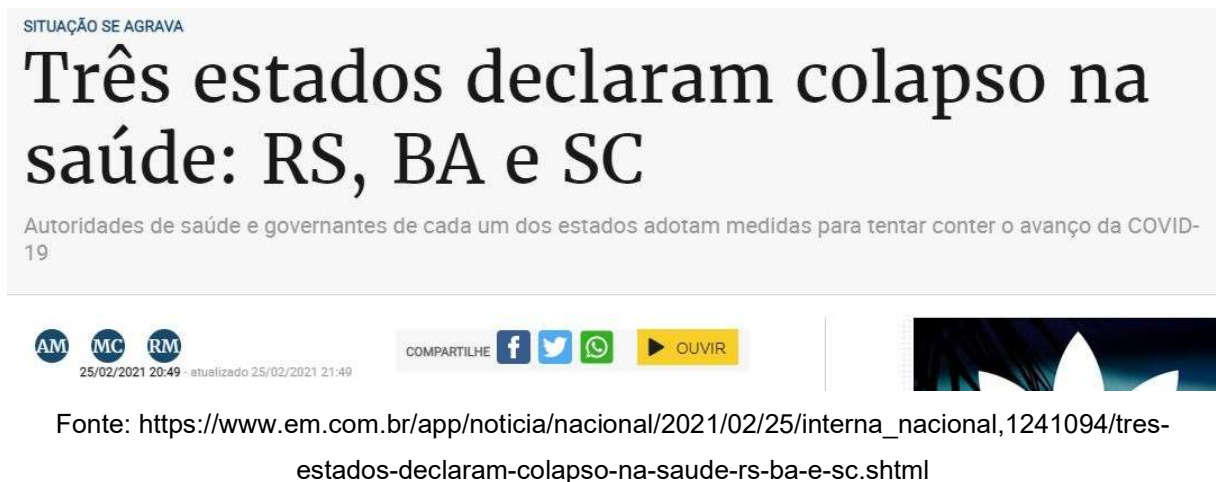 SITUAÇÃO SE AGRAVA
Três estados declaram colapso na
saúde: RS, BA e SC
Autoridades de saúde e governantes de cada um dos estados adotam medidas para tentar conter o avanço da COVID-
19
AM MC RM
25/02/2021 20:49 - atualizado 25/02/2021 21:49
COMPARTILHE f OUVIR
Fonte: https://www.em.com.br/app/noticia/nacional/2021/02/25/interna_nacional,1241094/tres-
estados-declaram-colapso-na-saude-rs-ba-e-sc.shtml